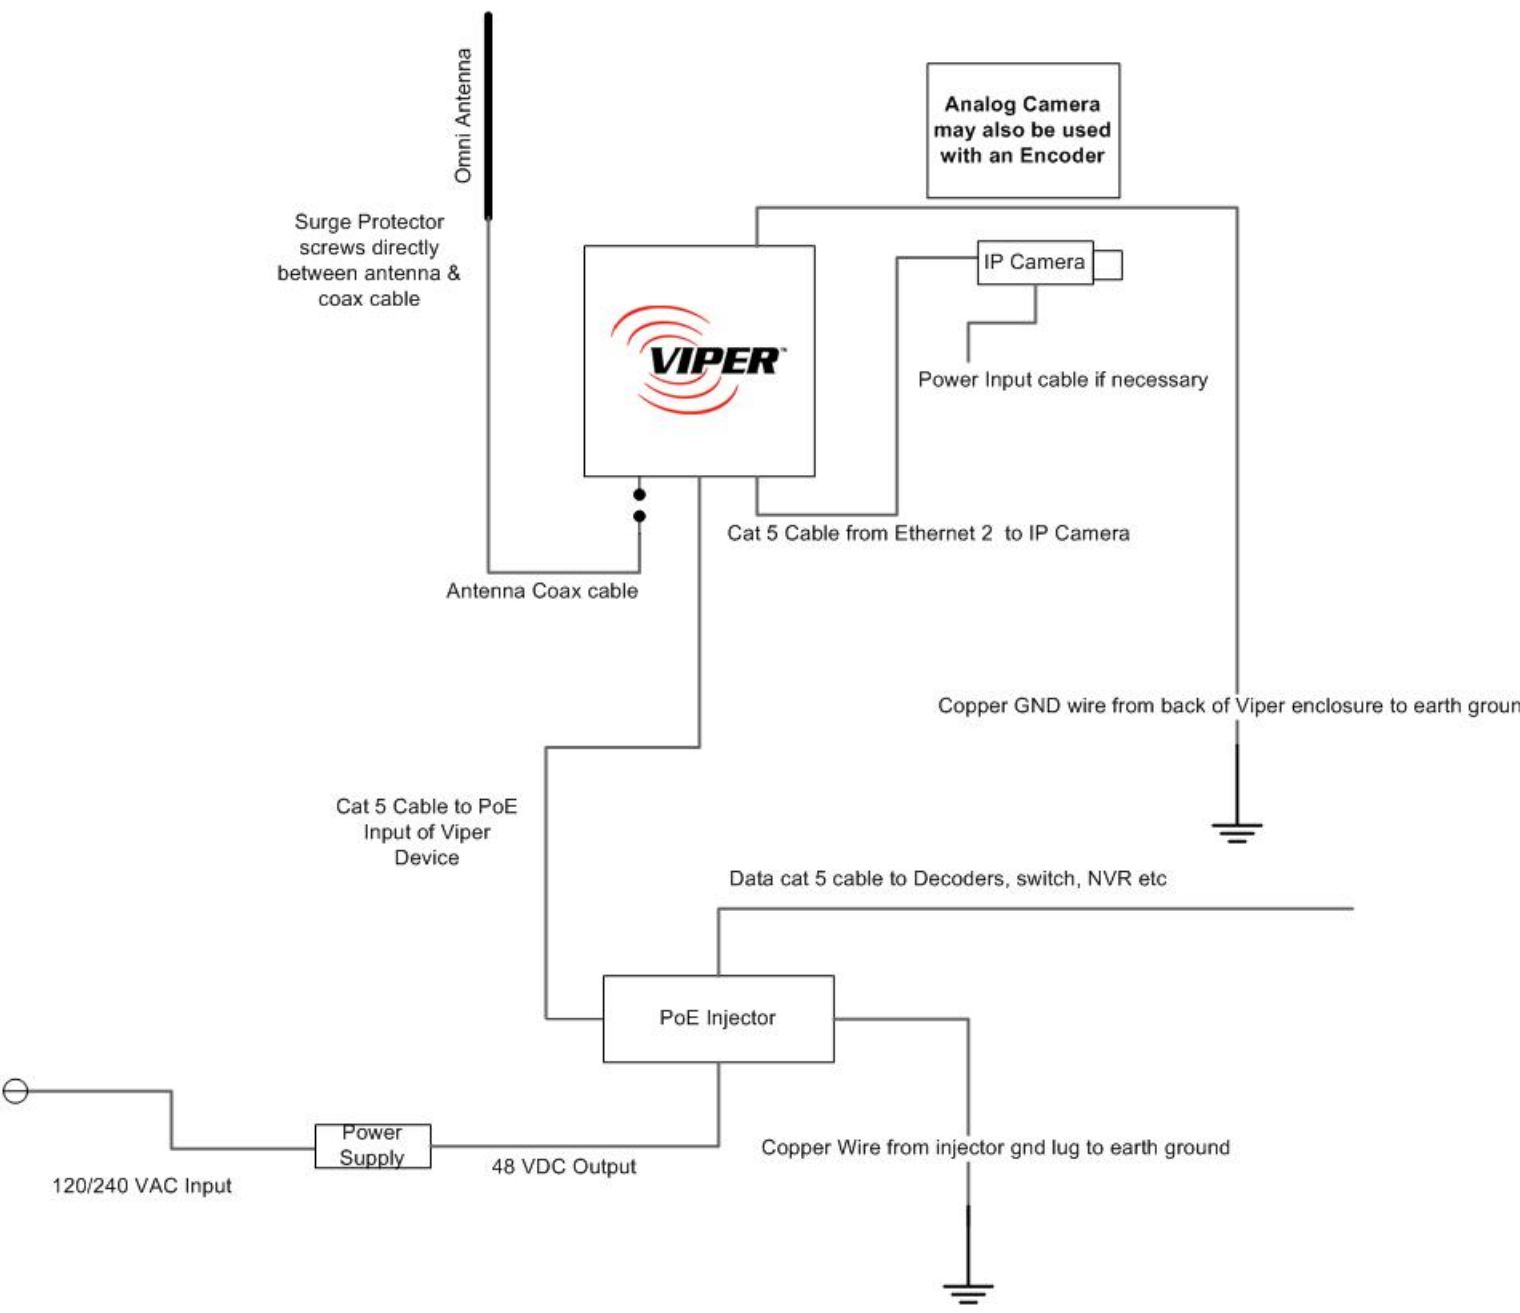 Omni Antenna
Analog Camera
may also be used
with an Encoder
Surge Protector
screws directly
between antenna &
coax cable
IP Camera
VIPER™
Power Input cable if necessary
Cat 5 Cable from Ethernet 2 to IP Camera
Antenna Coax cable
Copper GND wire from back of Viper enclosure to earth groun
Cat 5 Cable to PoE
Input of Viper
Device
Data cat 5 cable to Decoders, switch, NVR etc
PoE Injector
Power
Supply
48 VDC Output
Copper Wire from injector gnd lug to earth ground
120/240 VAC Input